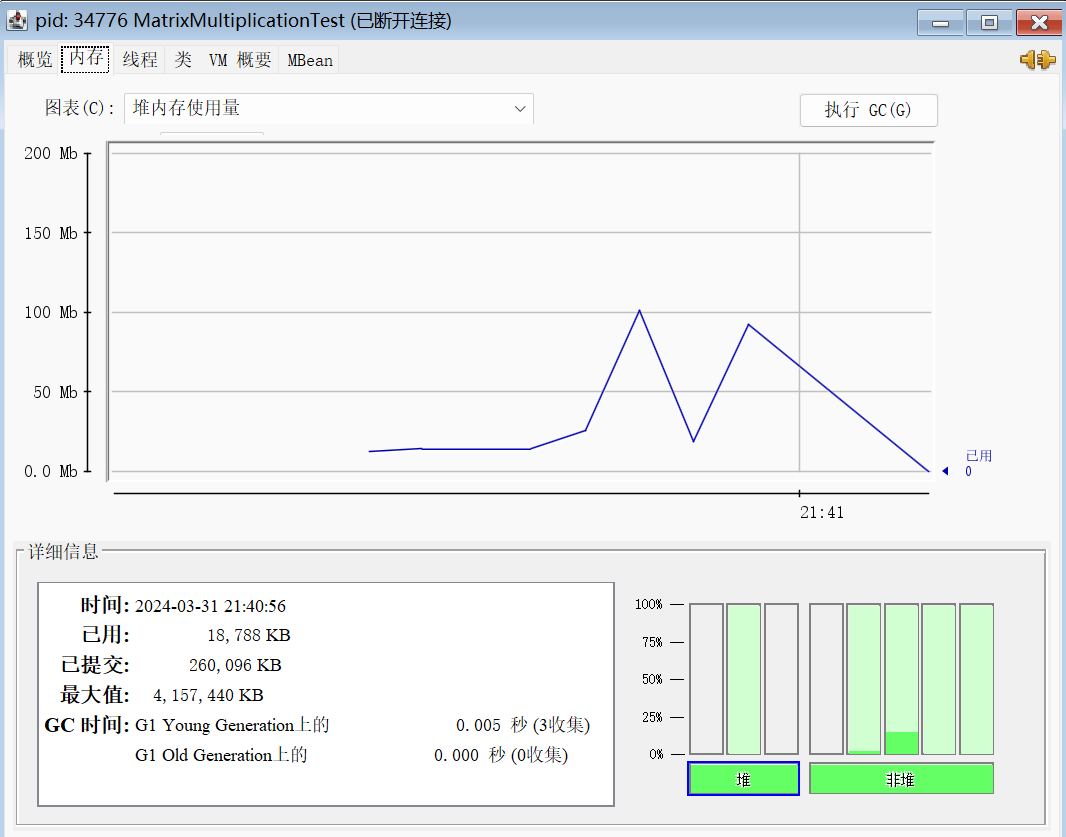 pid: 34776 MatrixMultiplicationTest (已断开连接)
概览 内存 线程 类 VM 概要 MBean
图表(C): 堆内存使用量 执行 GC(G)
200 Mb
150 Mb
100 Mb
50 Mb
0.0 Mb
已用
0
21:41
详细信息
时间: 2024-03-31 21:40:56
已用: 18,788 KB
已提交: 260,096 KB
最大值: 4,157,440 KB
GC 时间: G1 Young Generation上的 0.005 秒 (3收集)
G1 Old Generation上的 0.000 秒 (0收集)
100%
75%
50%
25%
0%
堆 非堆